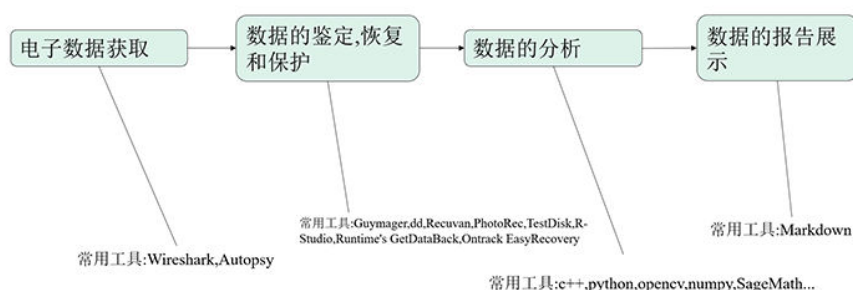 电子数据获取
数据的鉴定,恢复
和保护
数据的分析
数据的报告展
示
常用工具:Wireshark,Autopsy
常用工具:Guymager,dd,Recuvan,PhotoRec,TestDisk,R-
Studio,Runtime's GetDataBack,Ontrack EasyRecovery
常用工具:c++,python,opencv,numpy,SageMath...
常用工具:Markdown